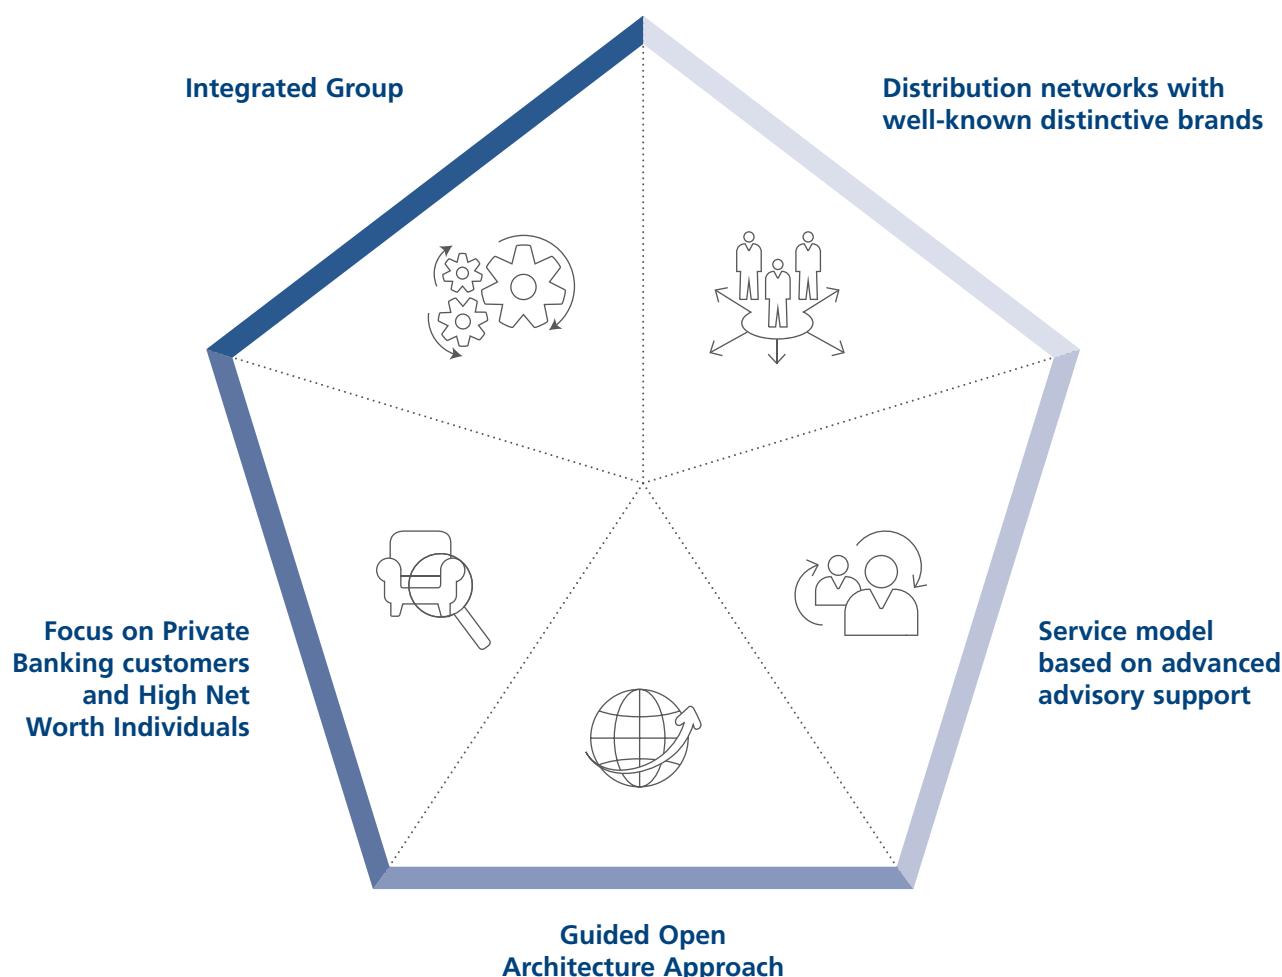 Integrated Group
Distribution networks with
well-known distinctive brands
Focus on Private
Banking customers
and High Net
Worth Individuals
Service model
based on advanced
advisory support
Guided Open
Architecture Approach